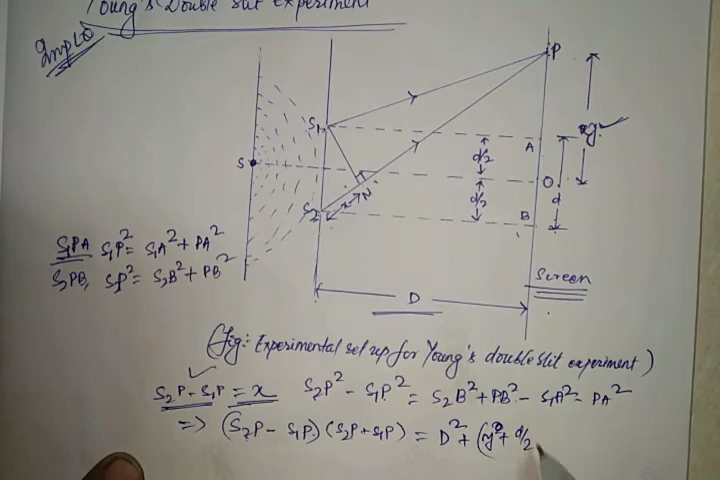 Young's Double slit experiment
Imp LQ
P
S₁
A
y
d/2
S
O
d
d/2
N
x
S₂
B
S₁PA S₁P² = S₁A² + PA²
S₂PB, S₂P² = S₂B² + PB²
Screen
D
(fig:- Experimental set up for Young's double slit experiment)
S₂P - S₁P = x S₂P² - S₁P² = S₂B² + PB² - S₁A² - PA²
=> (S₂P - S₁P) (S₂P + S₁P) = D² + (y + d/2